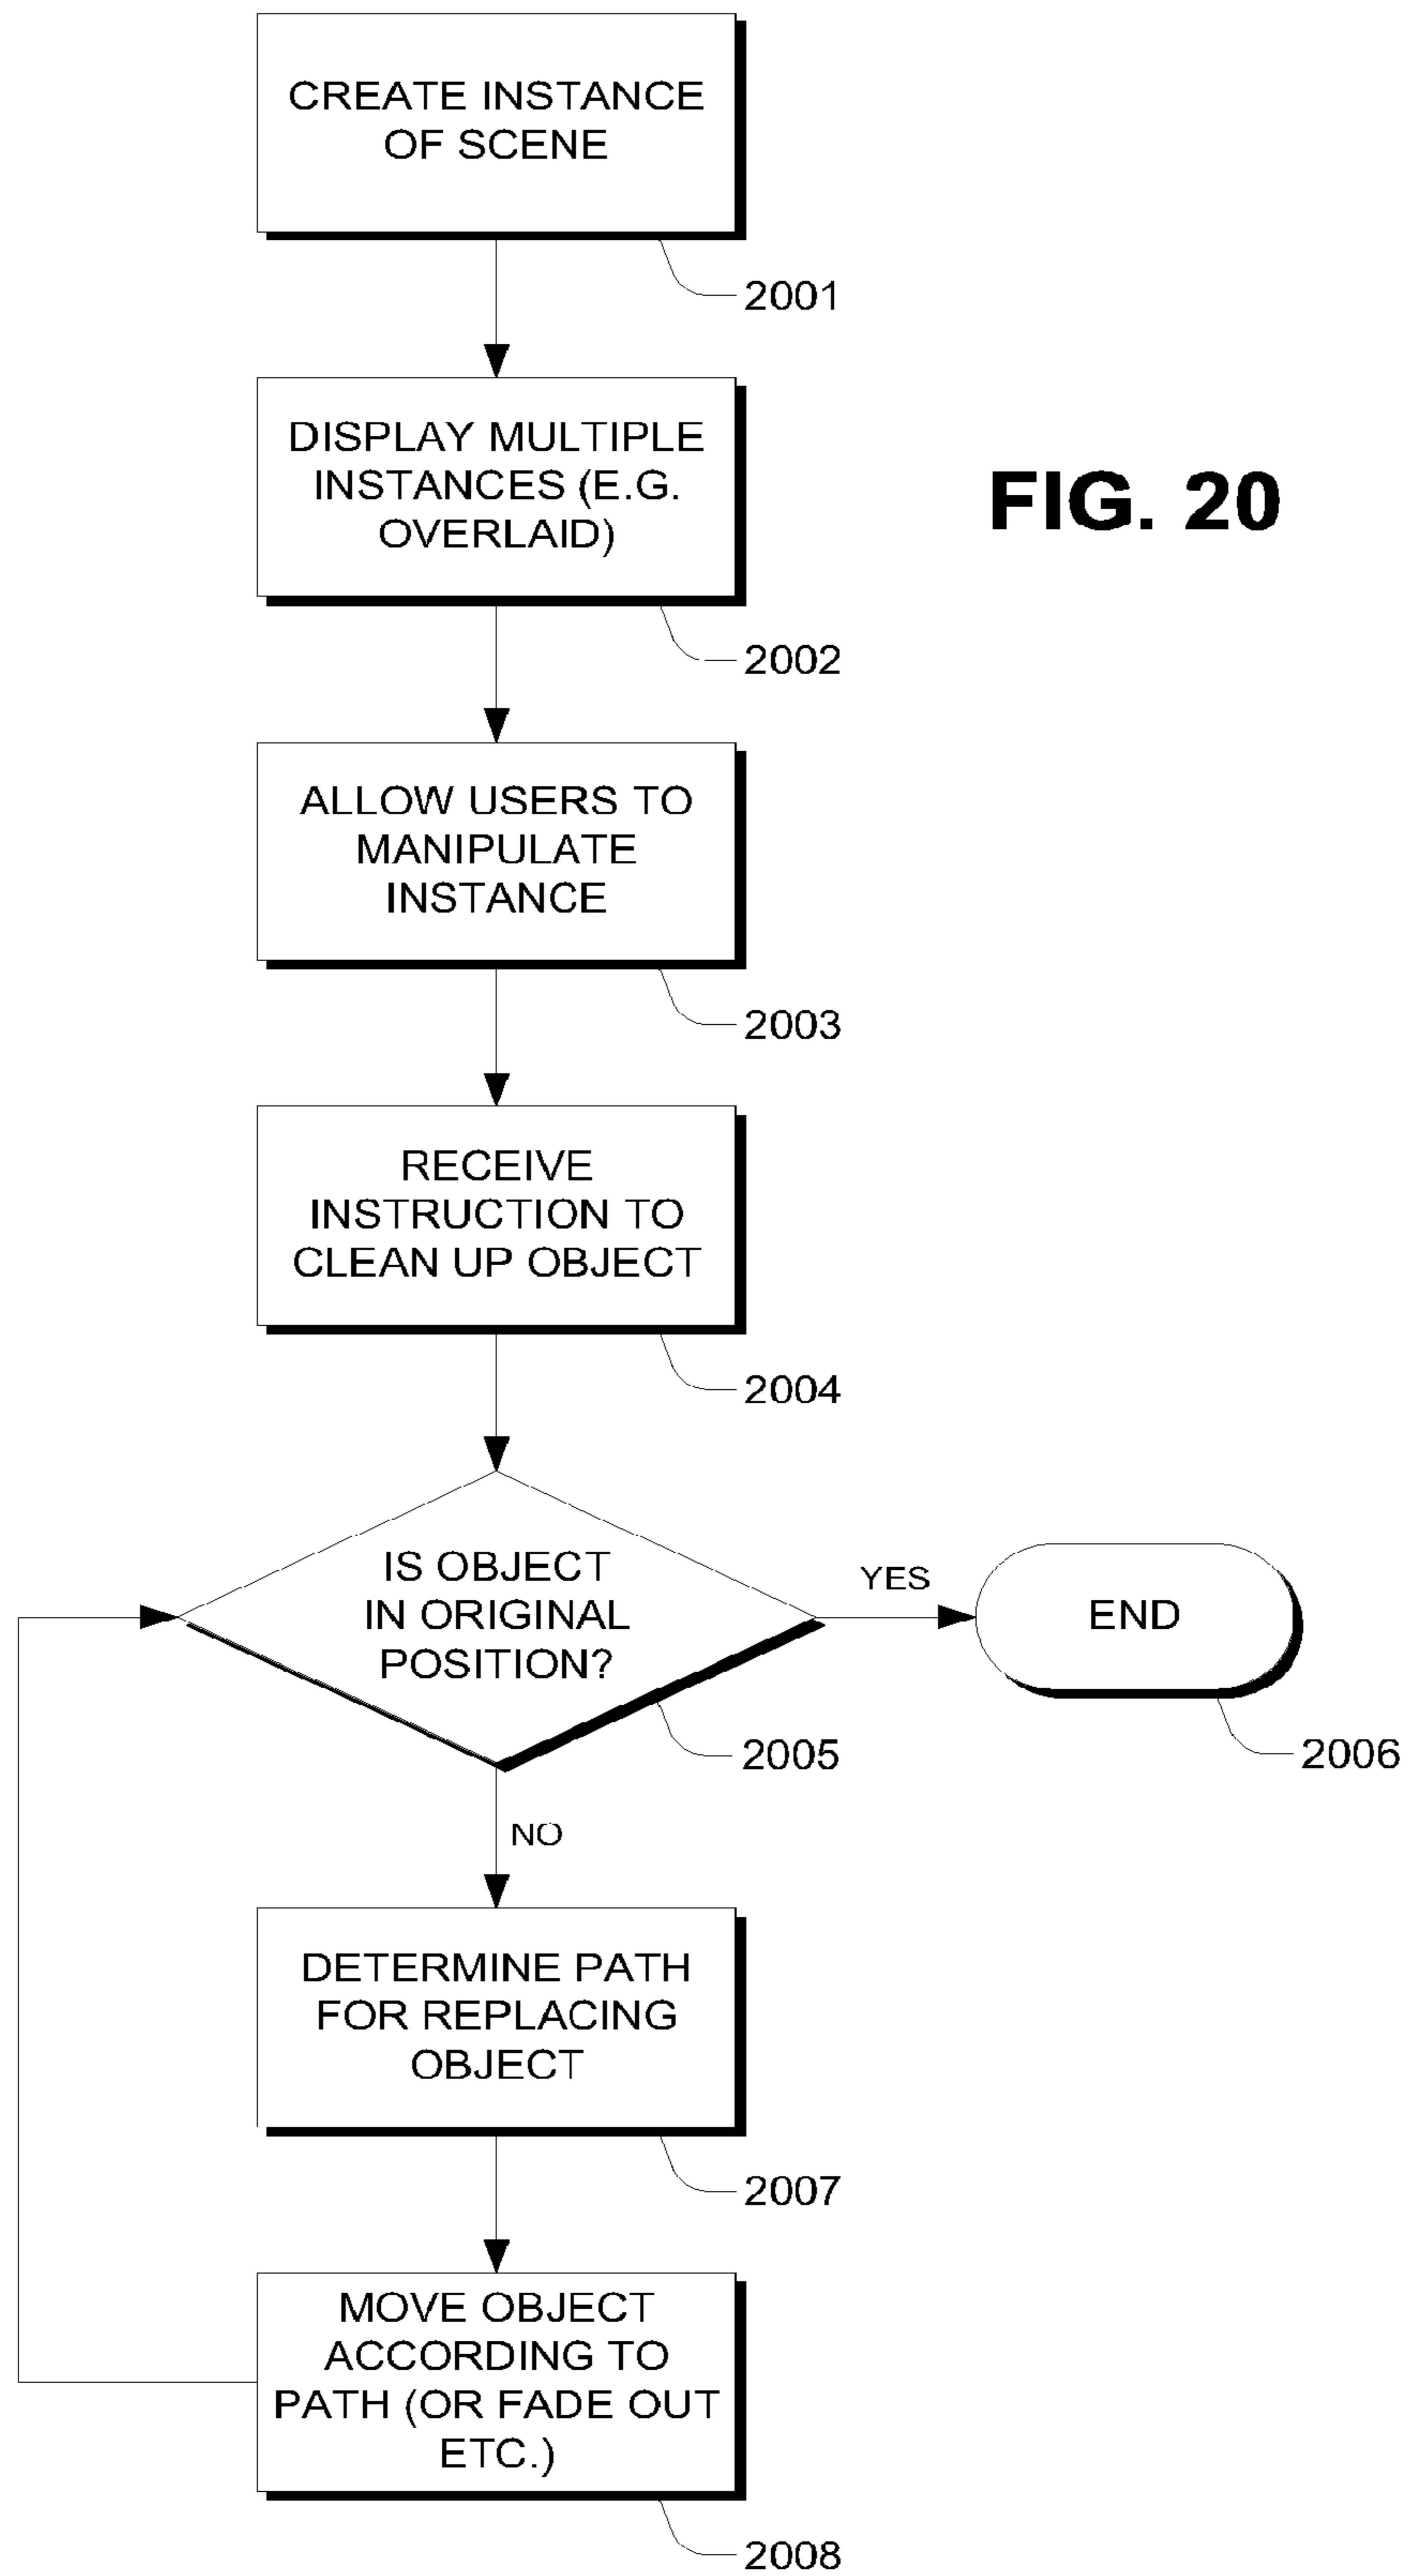 CREATE INSTANCE
OF SCENE
2001
DISPLAY MULTIPLE
INSTANCES (E.G.
OVERLAID)
2002
FIG. 20
ALLOW USERS TO
MANIPULATE
INSTANCE
2003
RECEIVE
INSTRUCTION TO
CLEAN UP OBJECT
2004
IS OBJECT
IN ORIGINAL
POSITION?
2005
YES
END
2006
NO
DETERMINE PATH
FOR REPLACING
OBJECT
2007
MOVE OBJECT
ACCORDING TO
PATH (OR FADE OUT
ETC.)
2008